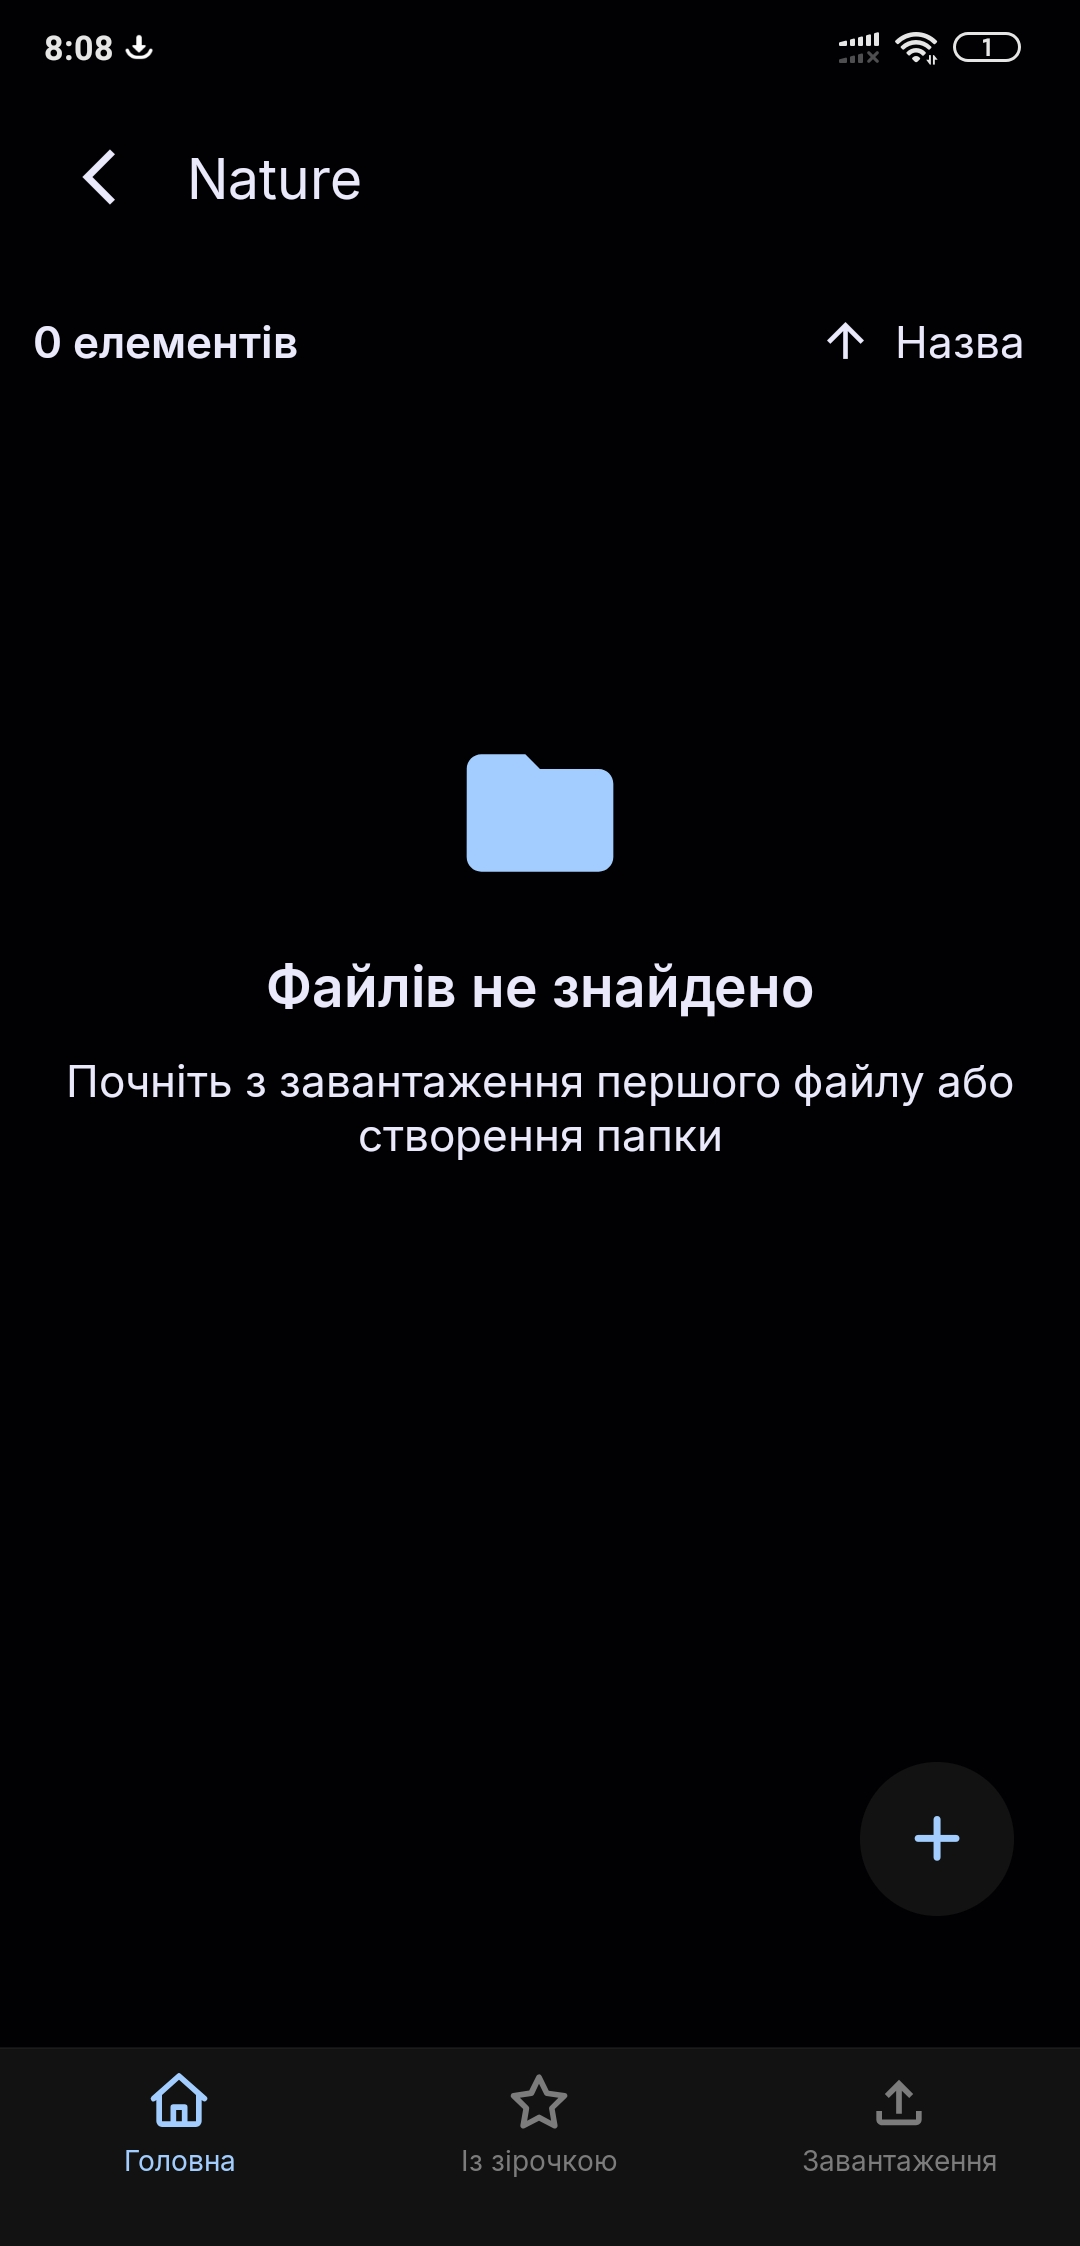 8:08
1
Nature
0 елементів
Назва
Файлів не знайдено
Почніть з завантаження першого файлу або
створення папки
Головна
Із зірочкою
Завантаження